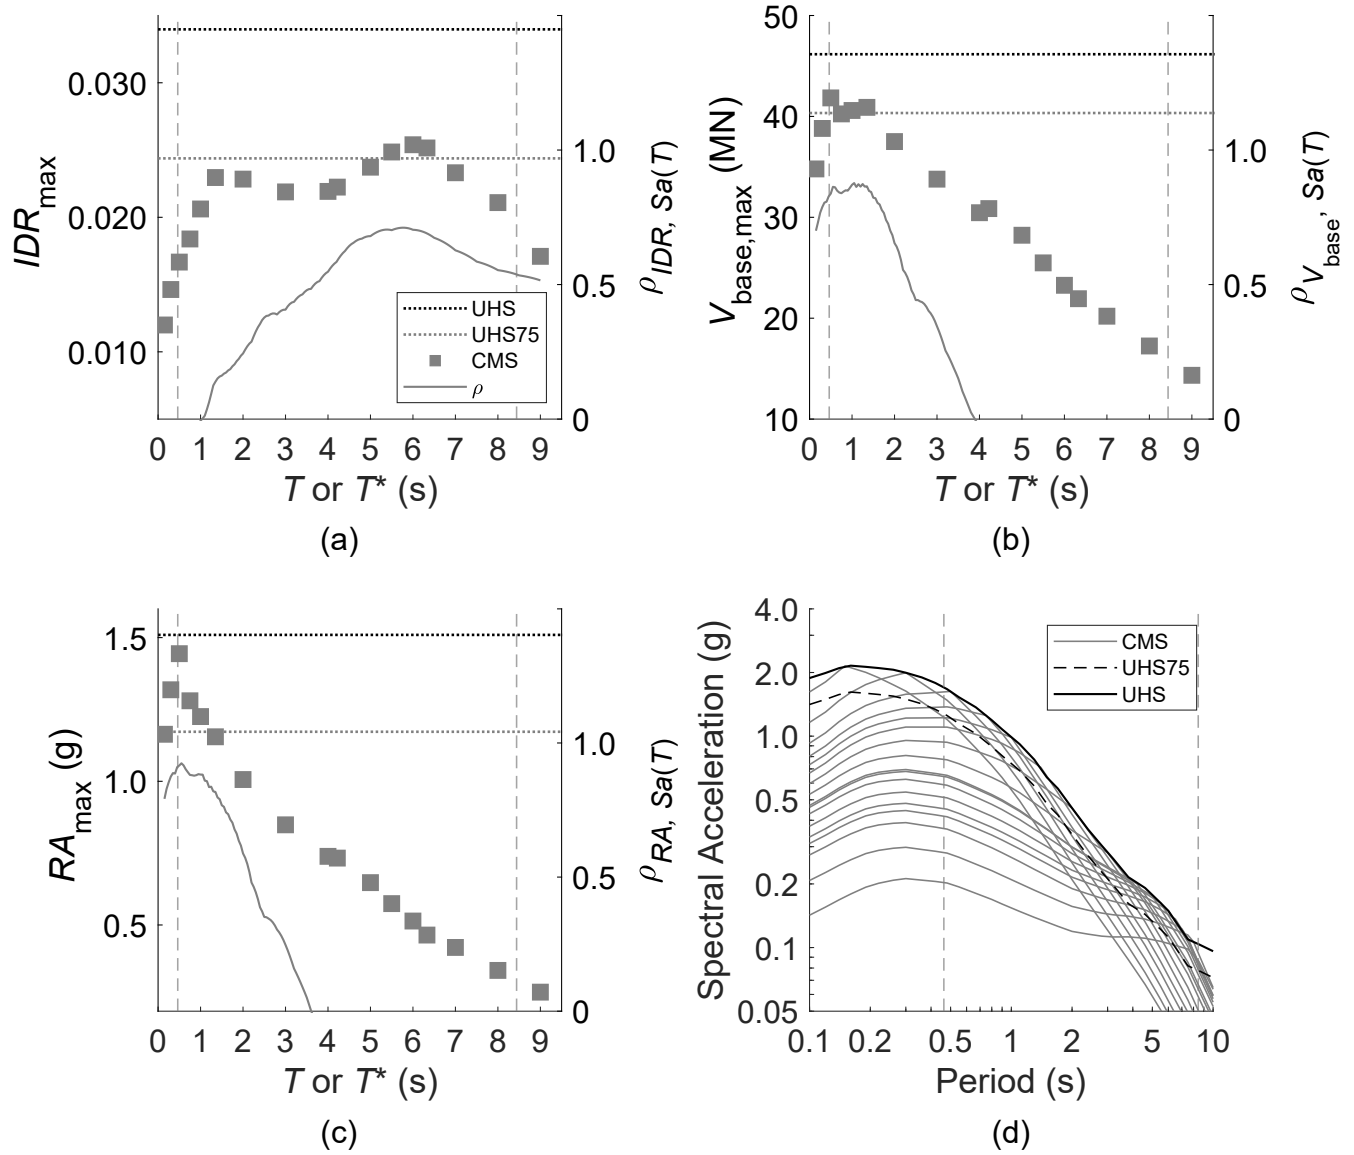 0.030
0.020
0.010
IDRmax
1.0
0.5
0
ρIDR, Sa(T)
UHS
UHS75
CMS
ρ
0 1 2 3 4 5 6 7 8 9
T or T* (s)
(a)
50
40
30
20
10
Vbase,max (MN)
1.0
0.5
0
ρVbase, Sa(T)
0 1 2 3 4 5 6 7 8 9
T or T* (s)
(b)
1.5
1.0
0.5
RAmax (g)
1.0
0.5
0
ρRA, Sa(T)
0 1 2 3 4 5 6 7 8 9
T or T* (s)
(c)
4.0
2.0
1.0
0.5
0.2
0.1
0.05
Spectral Acceleration (g)
CMS
UHS75
UHS
0.1 0.2 0.5 1 2 5 10
Period (s)
(d)